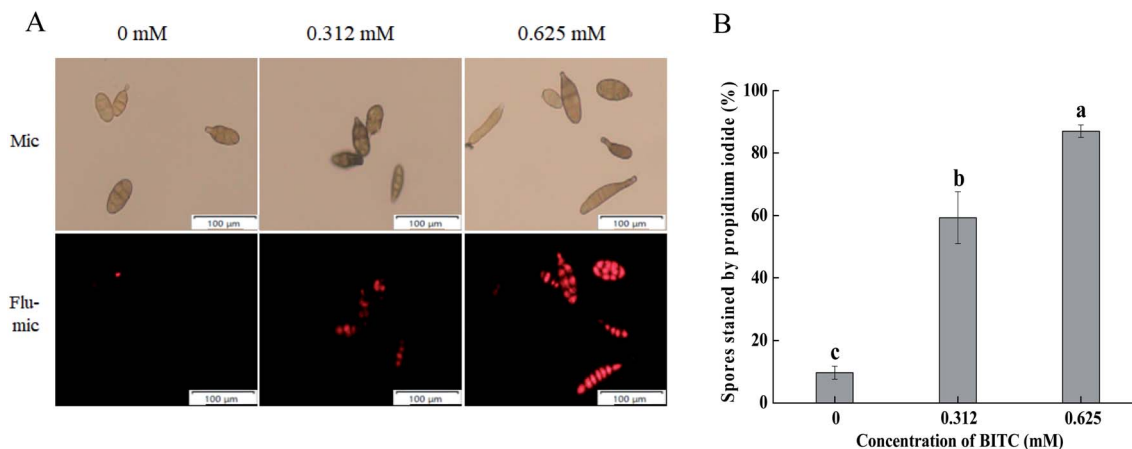 A
0 mM 0.312 mM 0.625 mM
Mic
100 μm 100 μm 100 μm
Flu-
mic
100 μm 100 μm 100 μm
B
Spores stained by propidium iodide (%)
100
80
60
40
20
0
c
b
a
0 0.312 0.625
Concentration of BITC (mM)